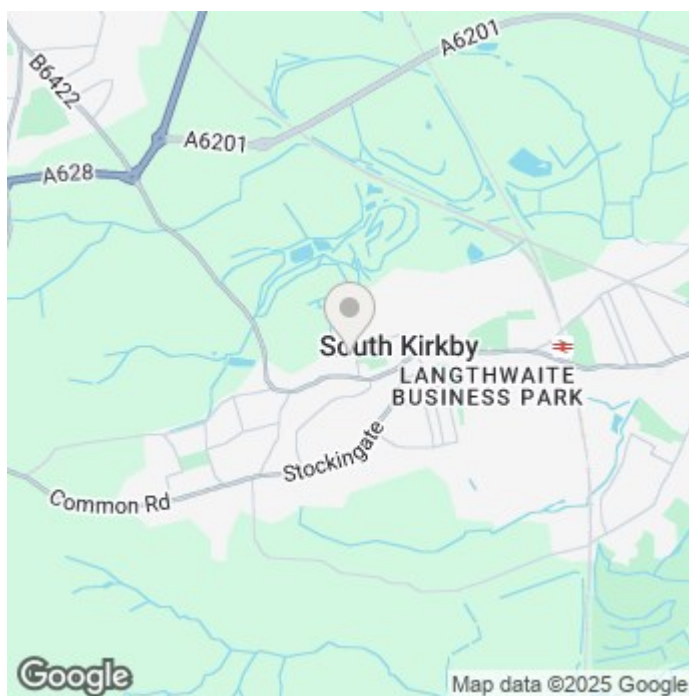 A6201
B6422
A6201
A628
South Kirkby
LANGTHWAITE
BUSINESS PARK
Stockingate
Common Rd
Google
Map data ©2025 Google